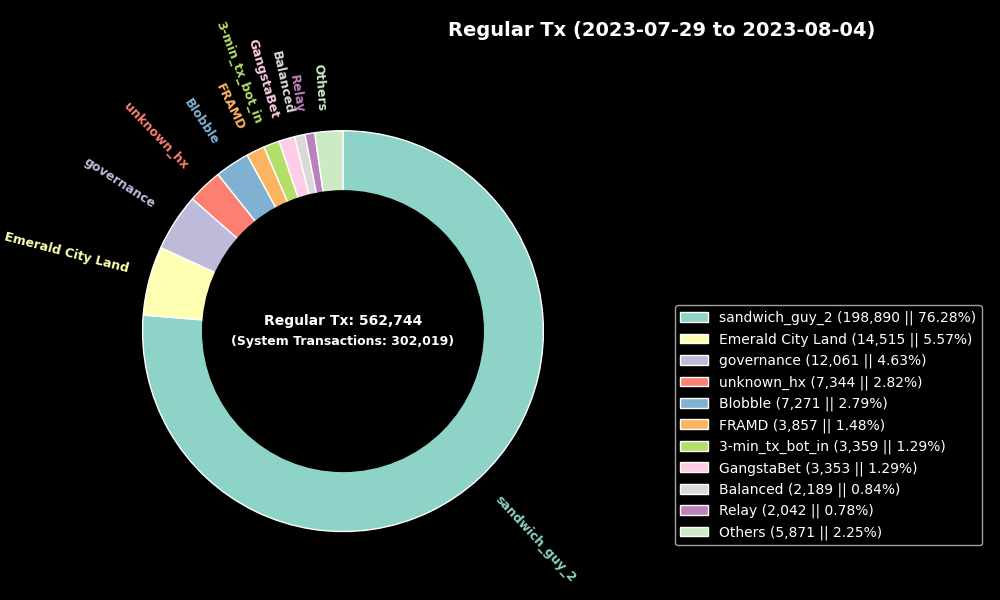 Regular Tx (2023-07-29 to 2023-08-04)
3-min_tx_bot_in
GangstaBet
Balanced
Relay
Others
FRAMD
Blobble
unknown_hx
governance
Emerald City Land
Regular Tx: 562,744
(System Transactions: 302,019)
sandwich_guy_2
sandwich_guy_2 (198,890 || 76.28%)
Emerald City Land (14,515 || 5.57%)
governance (12,061 || 4.63%)
unknown_hx (7,344 || 2.82%)
Blobble (7,271 || 2.79%)
FRAMD (3,857 || 1.48%)
3-min_tx_bot_in (3,359 || 1.29%)
GangstaBet (3,353 || 1.29%)
Balanced (2,189 || 0.84%)
Relay (2,042 || 0.78%)
Others (5,871 || 2.25%)